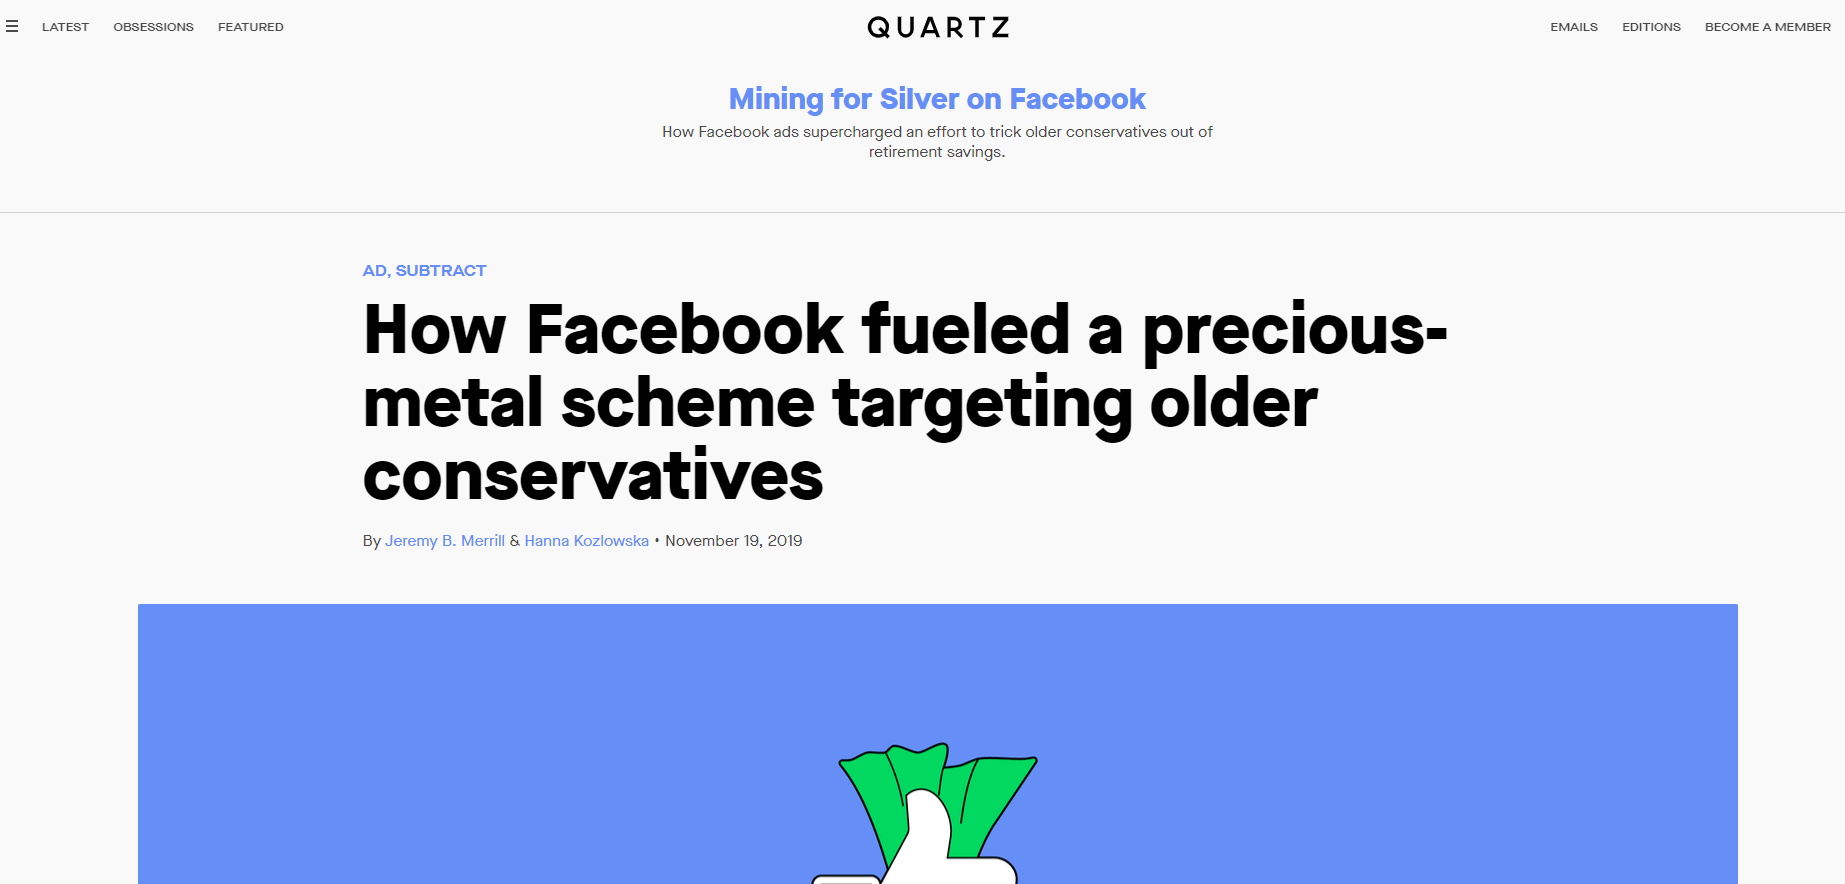 LATEST OBSESSIONS FEATURED QUARTZ EMAILS EDITIONS BECOME A MEMBER
Mining for Silver on Facebook
How Facebook ads supercharged an effort to trick older conservatives out of
retirement savings.
AD, SUBTRACT
How Facebook fueled a precious-
metal scheme targeting older
conservatives
By Jeremy B. Merrill & Hanna Kozlowska • November 19, 2019